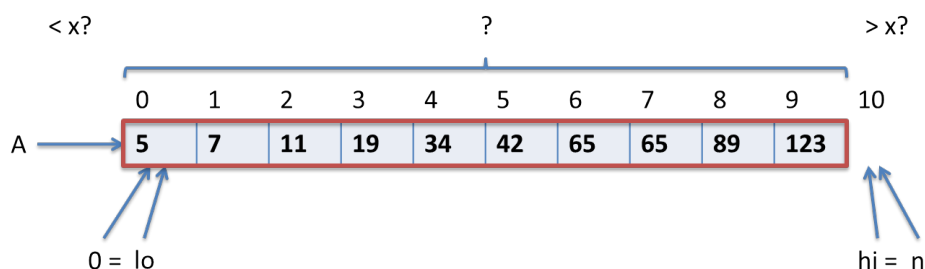 < x? ? > x?
0 1 2 3 4 5 6 7 8 9 10
A 5 7 11 19 34 42 65 65 89 123
0 = lo hi = n